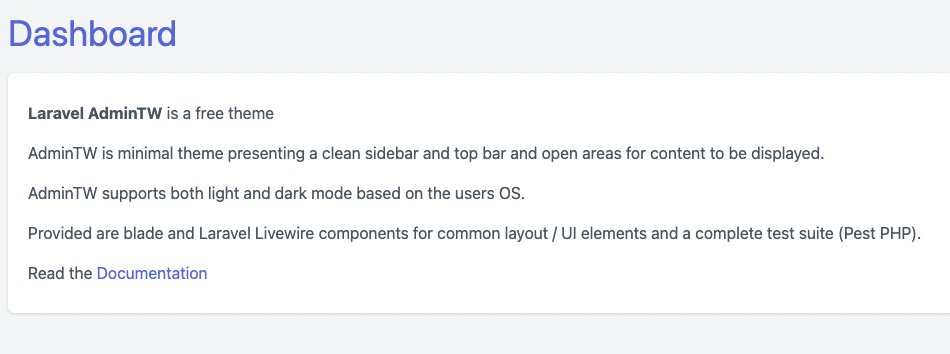 Dashboard
Laravel AdminTW is a free theme
AdminTW is minimal theme presenting a clean sidebar and top bar and open areas for content to be displayed.
AdminTW supports both light and dark mode based on the users OS.
Provided are blade and Laravel Livewire components for common layout / UI elements and a complete test suite (Pest PHP).
Read the Documentation